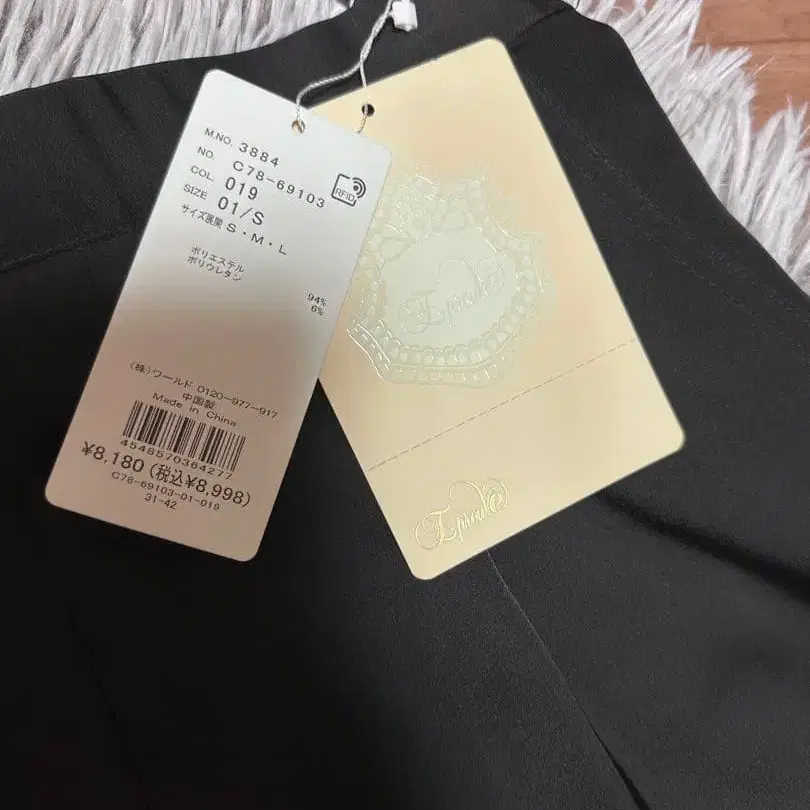 M.NO. 3884
NO. C78-69103
COL. 019
SIZE 01/S
サイズ展開 S・M・L
RFID
ポリエステル 94%
ポリウレタン 6%
(株)ワールド 0120-977-917
中国製
Made in China
4548570364277
¥8,180 (税込¥8,998)
C78-69103-01-019
31-42